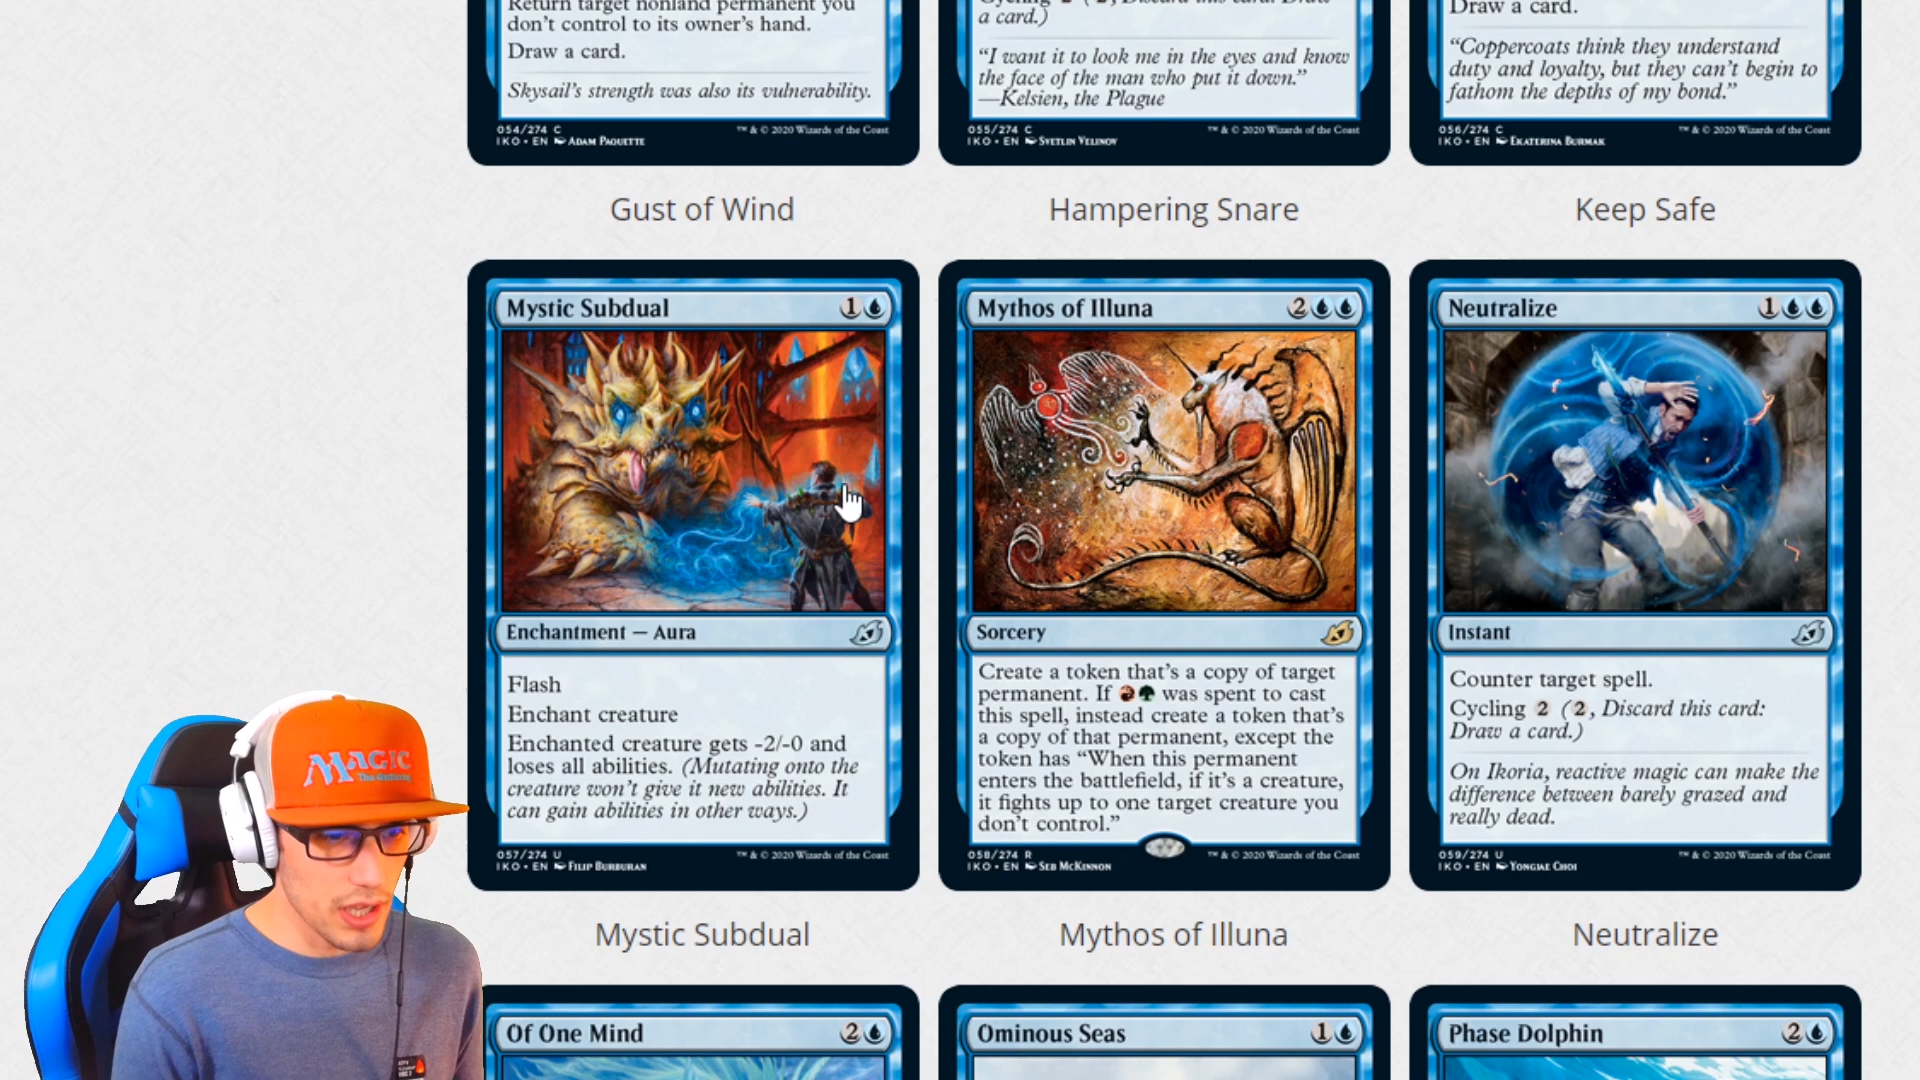 Return target nonland permanent you
don't control to its owner's hand.
Draw a card.
Skysail's strength was also its vulnerability.
054/274 C
IKO • EN ADAM PAQUETTE
™ & © 2020 Wizards of the Coast
Gust of Wind
Cycling 2 (2, Discard this card: Draw
a card.)
"I want it to look me in the eyes and know
the face of the man who put it down."
—Kelsien, the Plague
055/274 C
IKO • EN SVETLIN VELINOV
™ & © 2020 Wizards of the Coast
Hampering Snare
Draw a card.
"Coppercoats think they understand
duty and loyalty, but they can't begin to
fathom the depths of my bond."
056/274 C
IKO • EN EKATERINA BURMAK
™ & © 2020 Wizards of the Coast
Keep Safe
Mystic Subdual 1
Enchantment — Aura
Flash
Enchant creature
Enchanted creature gets -2/-0 and
loses all abilities. (Mutating onto the
creature won't give it new abilities. It
can gain abilities in other ways.)
057/274 U
IKO • EN FILIP BURBURAN
™ & © 2020 Wizards of the Coast
Mystic Subdual
Mythos of Illuna 2
Sorcery
Create a token that's a copy of target
permanent. If was spent to cast
this spell, instead create a token that's
a copy of that permanent, except the
token has "When this permanent
enters the battlefield, if it's a creature,
it fights up to one target creature you
don't control."
058/274 R
IKO • EN SEB MCKINNON
™ & © 2020 Wizards of the Coast
Mythos of Illuna
Neutralize 1
Instant
Counter target spell.
Cycling 2 (2, Discard this card:
Draw a card.)
On Ikoria, reactive magic can make the
difference between barely grazed and
really dead.
059/274 U
IKO • EN YONGJAE CHOI
™ & © 2020 Wizards of the Coast
Neutralize
Of One Mind 2
Ominous Seas 1
Phase Dolphin 2
MAGIC
The Gathering